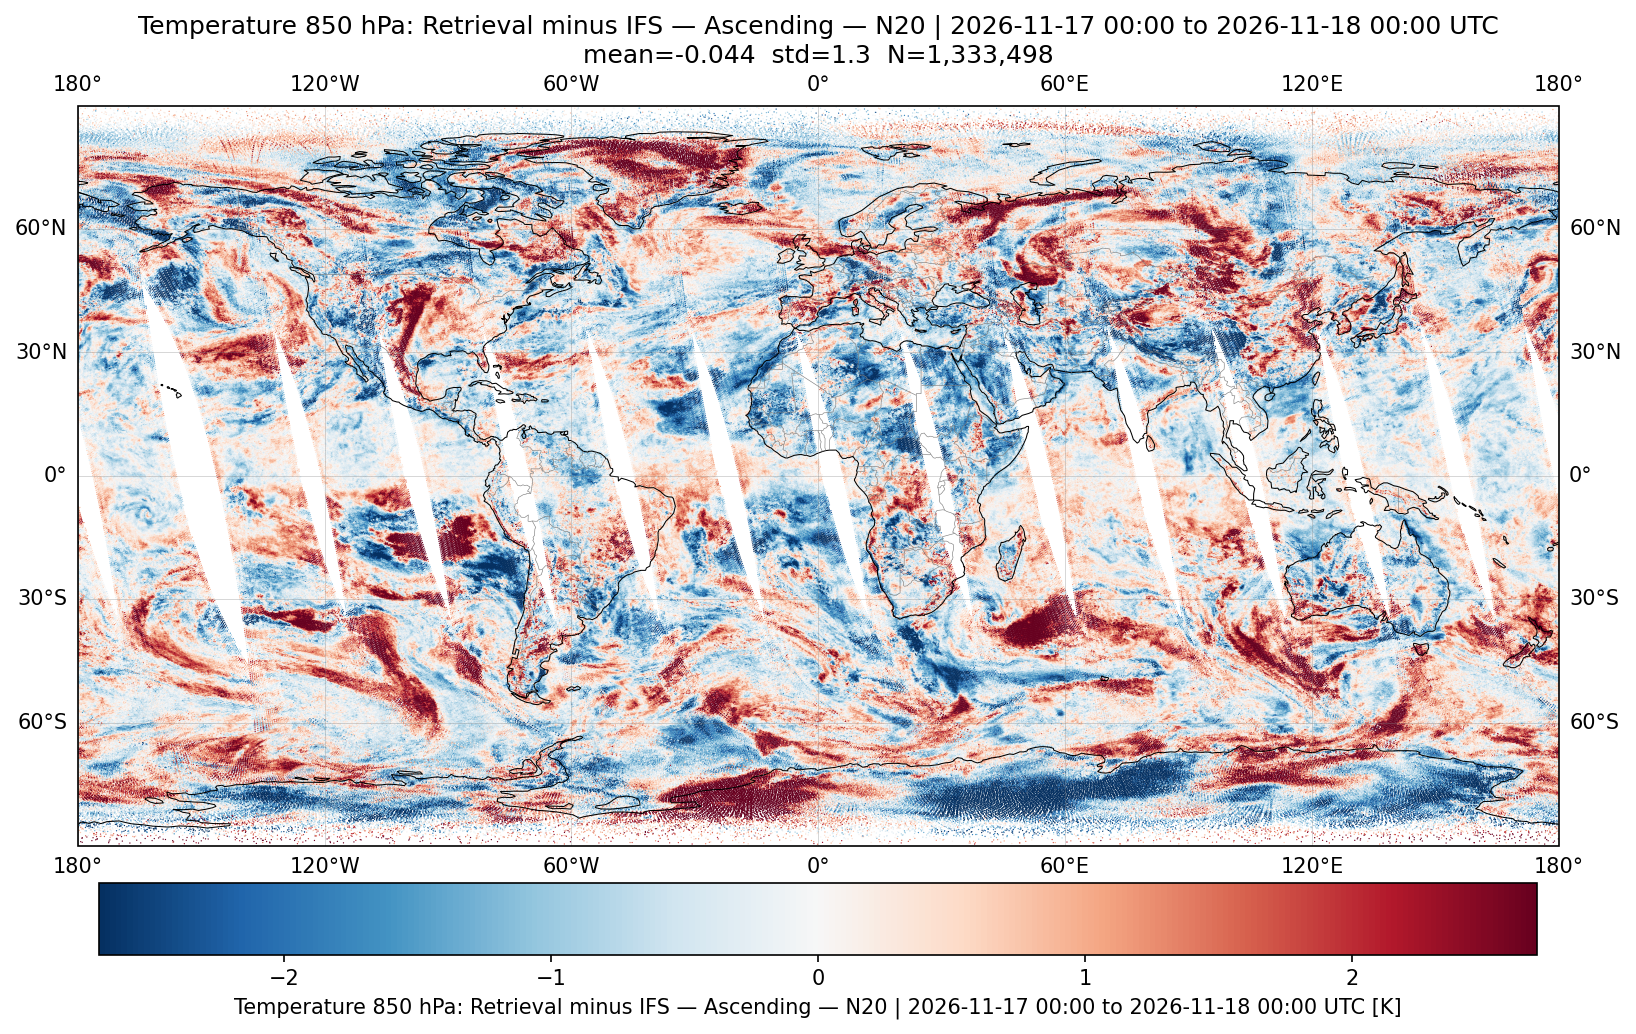 Temperature 850 hPa: Retrieval minus IFS — Ascending — N20 | 2026-11-17 00:00 to 2026-11-18 00:00 UTC
mean=-0.044  std=1.3  N=1,333,498
180° 120°W 60°W 0° 60°E 120°E 180°
60°N 60°N
30°N 30°N
0° 0°
30°S 30°S
60°S 60°S
180° 120°W 60°W 0° 60°E 120°E 180°
−2 −1 0 1 2
Temperature 850 hPa: Retrieval minus IFS — Ascending — N20 | 2026-11-17 00:00 to 2026-11-18 00:00 UTC [K]